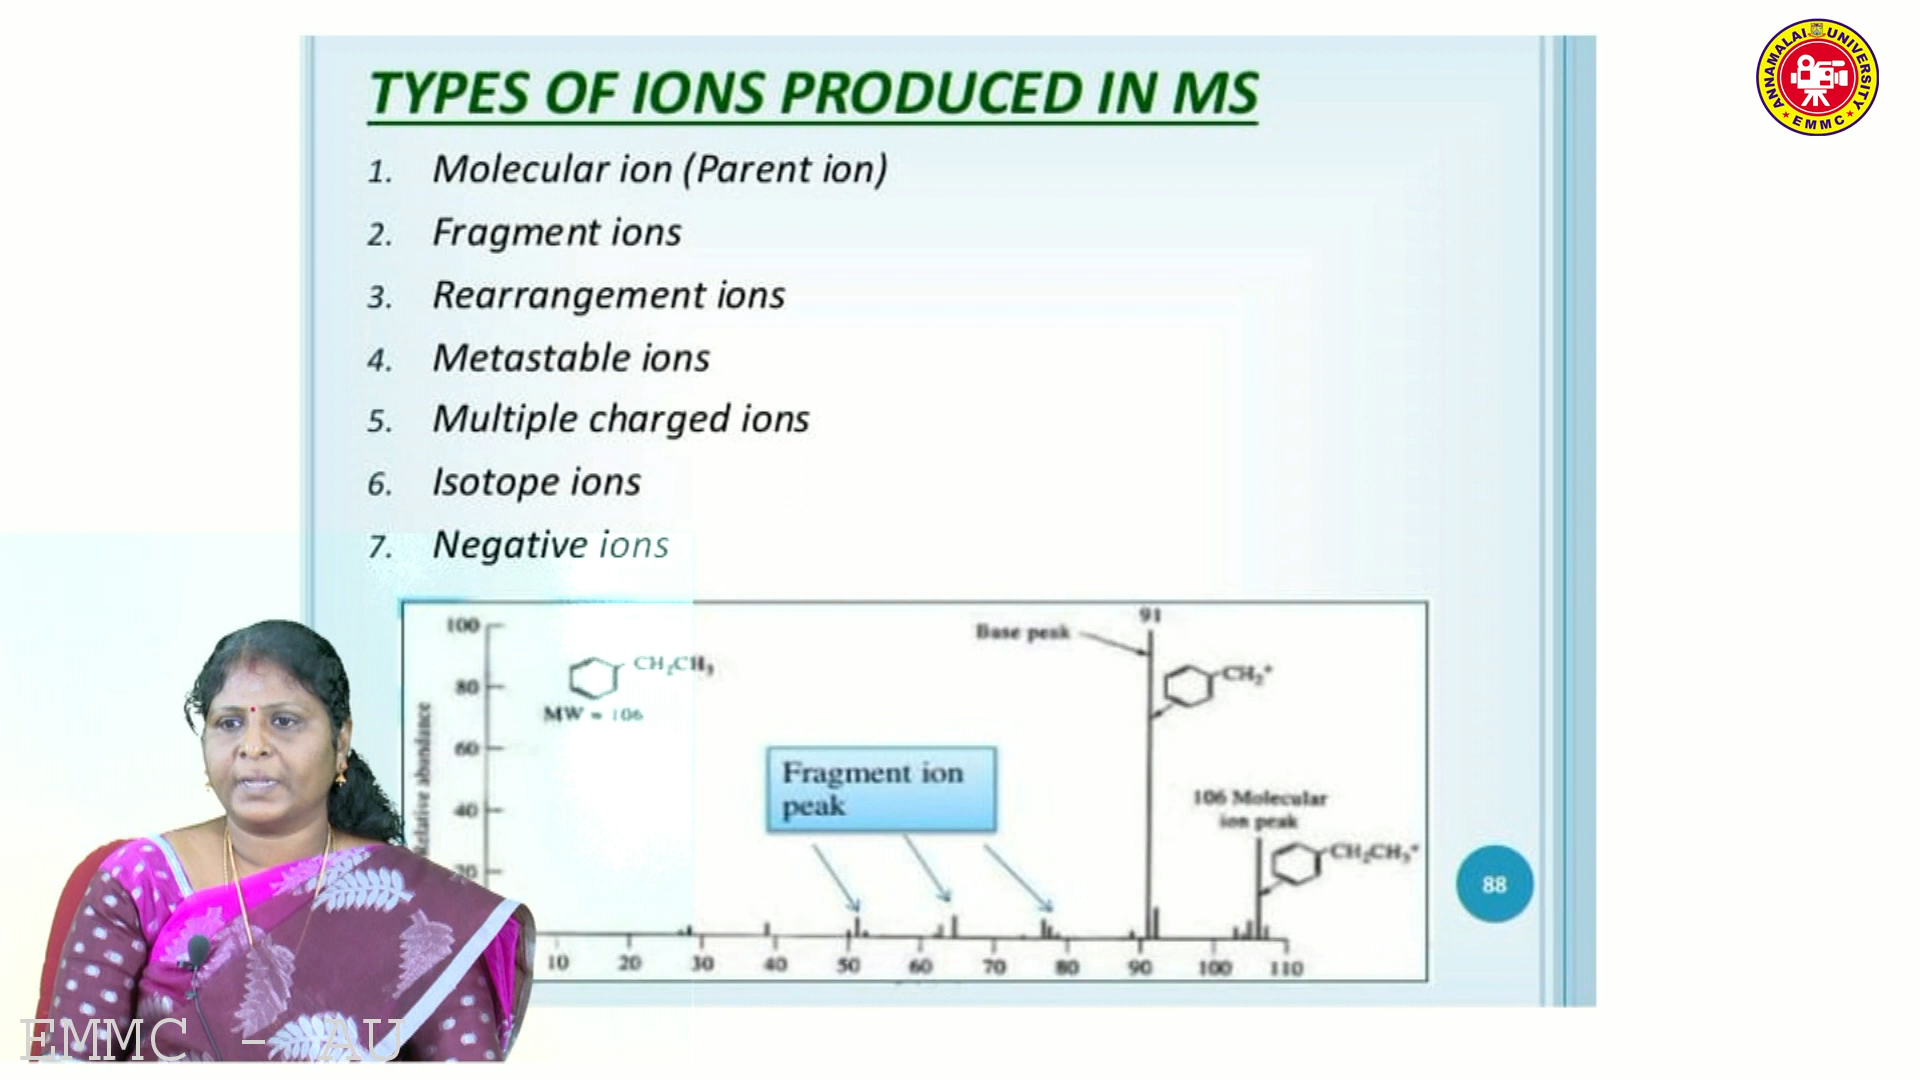 TYPES OF IONS PRODUCED IN MS
1. Molecular ion (Parent ion)
2. Fragment ions
3. Rearrangement ions
4. Metastable ions
5. Multiple charged ions
6. Isotope ions
7. Negative ions
ANNAMALAI UNIVERSITY
EMMC
100
80
60
40
20
Relative abundance
CH2CH3
MW = 106
Base peak
91
CH2+
Fragment ion
peak
106 Molecular
ion peak
CH2CH3+
10 20 30 40 50 60 70 80 90 100 110
88
EMMC - AU